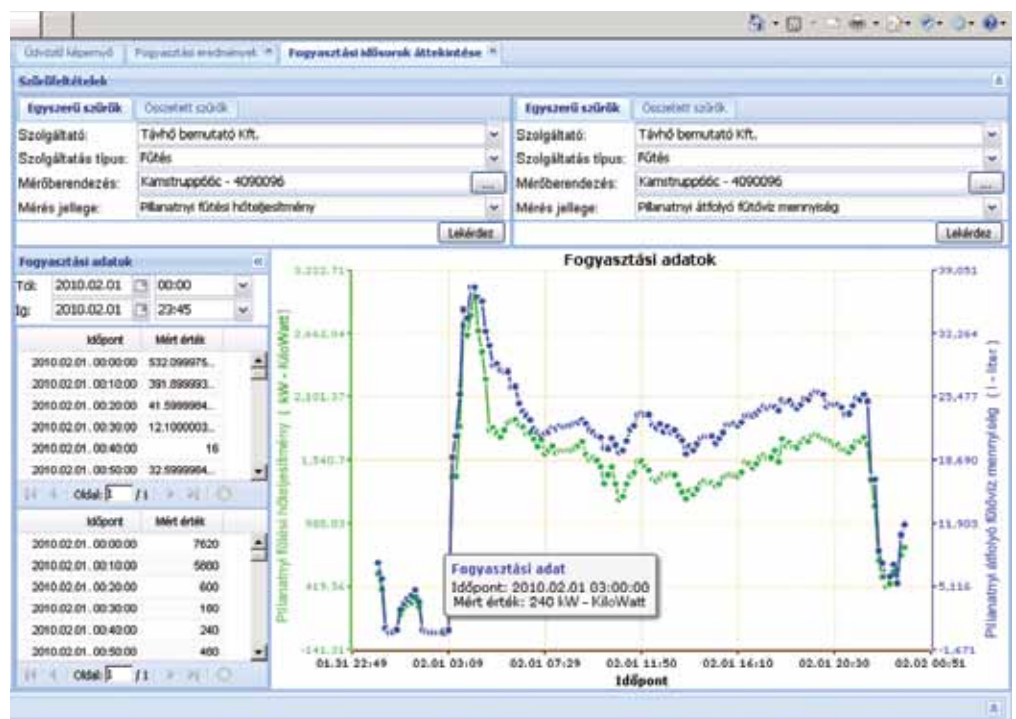 Üdvözlő képernyő Fogyasztási eredmények Fogyasztási idősorok áttekintése
Szűrőfeltételek
Egyszerű szűrők Összetett szűrők
Szolgáltató: Távhő bemutató Kft.
Szolgáltatás típus: Fűtés
Mérőberendezés: Kamstrupp66c - 4090096 ...
Mérés jellege: Pillanatnyi fűtési hőteljesítmény
Lekérdez
Egyszerű szűrők Összetett szűrők
Szolgáltató: Távhő bemutató Kft.
Szolgáltatás típus: Fűtés
Mérőberendezés: Kamstrupp66c - 4090096 ...
Mérés jellege: Pillanatnyi átfolyó fűtővíz mennyiség
Lekérdez
Fogyasztási adatok
Tól: 2010.02.01 00:00
Ig: 2010.02.01 23:45
Időpont Mért érték
2010.02.01. 00:00:00 532.099975...
2010.02.01. 00:10:00 391.899993...
2010.02.01. 00:20:00 41.5999984...
2010.02.01. 00:30:00 12.1000003...
2010.02.01. 00:40:00 16
2010.02.01. 00:50:00 32.5999984...
Oldal: 1 / 1
Időpont Mért érték
2010.02.01. 00:00:00 7620
2010.02.01. 00:10:00 5880
2010.02.01. 00:20:00 600
2010.02.01. 00:30:00 160
2010.02.01. 00:40:00 240
2010.02.01. 00:50:00 460
Oldal: 1 / 1
Fogyasztási adatok
Pillanatnyi fűtési hőteljesítmény [ kW - KiloWatt]
3,222.71
2,101.37
1,540.7
419.36
-141.31
39,051
32,264
25,477
18,690
11,903
5,116
-1,671
Pillanatnyi átfolyó fűtővíz mennyiség ( l - liter )
Fogyasztási adat
Időpont: 2010.02.01 03:00:00
Mért érték: 240 kW - KiloWatt
01.31 22:49 02.01 03:09 02.01 07:29 02.01 11:50 02.01 16:10 02.01 20:30 02.02 00:51
Időpont